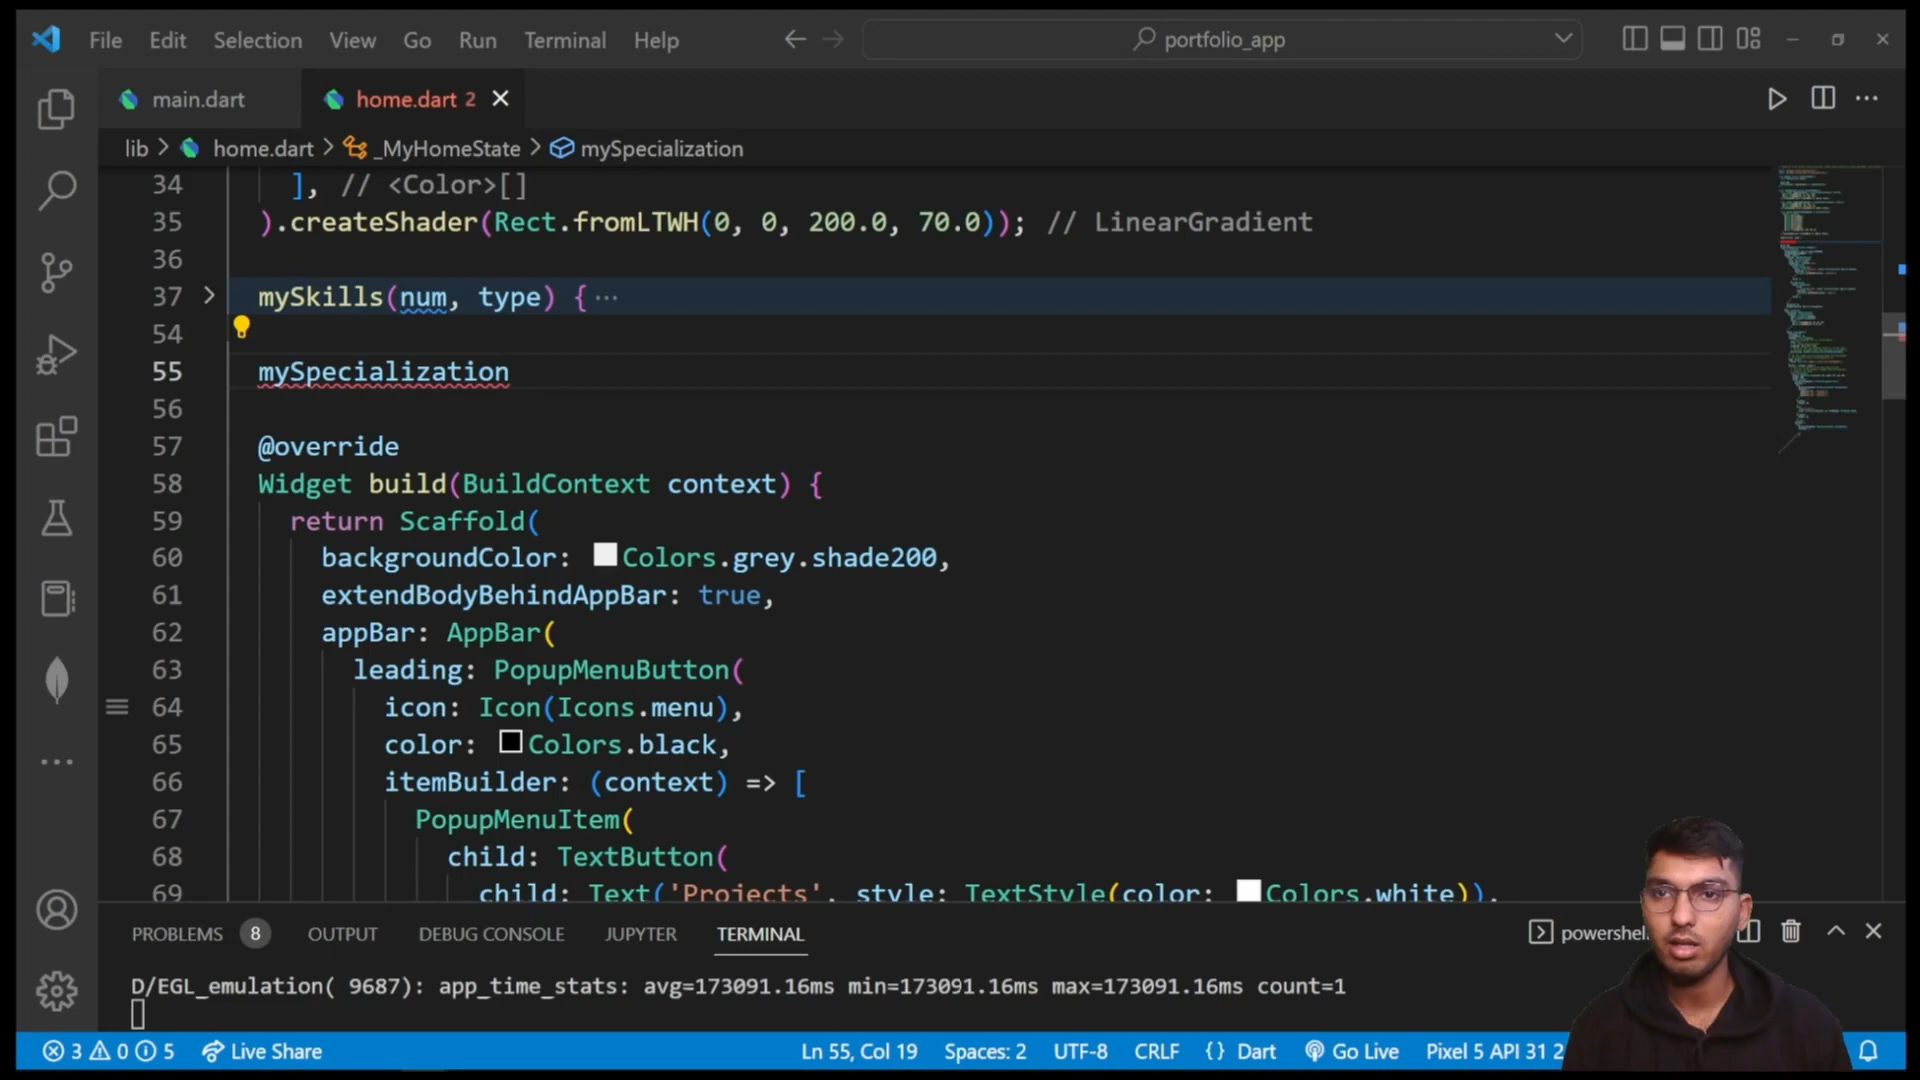 File Edit Selection View Go Run Terminal Help portfolio_app
main.dart home.dart 2
lib > home.dart > _MyHomeState > mySpecialization
34 ], // <Color>[]
35 ).createShader(Rect.fromLTWH(0, 0, 200.0, 70.0)); // LinearGradient
36
37 mySkills(num, type) { ···
54
55 mySpecialization
56
57 @override
58 Widget build(BuildContext context) {
59 return Scaffold(
60 backgroundColor: Colors.grey.shade200,
61 extendBodyBehindAppBar: true,
62 appBar: AppBar(
63 leading: PopupMenuButton(
64 icon: Icon(Icons.menu),
65 color: Colors.black,
66 itemBuilder: (context) => [
67 PopupMenuItem(
68 child: TextButton(
69 child: Text('Projects', style: TextStyle(color: Colors.white)),
PROBLEMS 8 OUTPUT DEBUG CONSOLE JUPYTER TERMINAL
D/EGL_emulation( 9687): app_time_stats: avg=173091.16ms min=173091.16ms max=173091.16ms count=1
3 0 5 Live Share Ln 55, Col 19 Spaces: 2 UTF-8 CRLF {} Dart Go Live Pixel 5 API 31 2